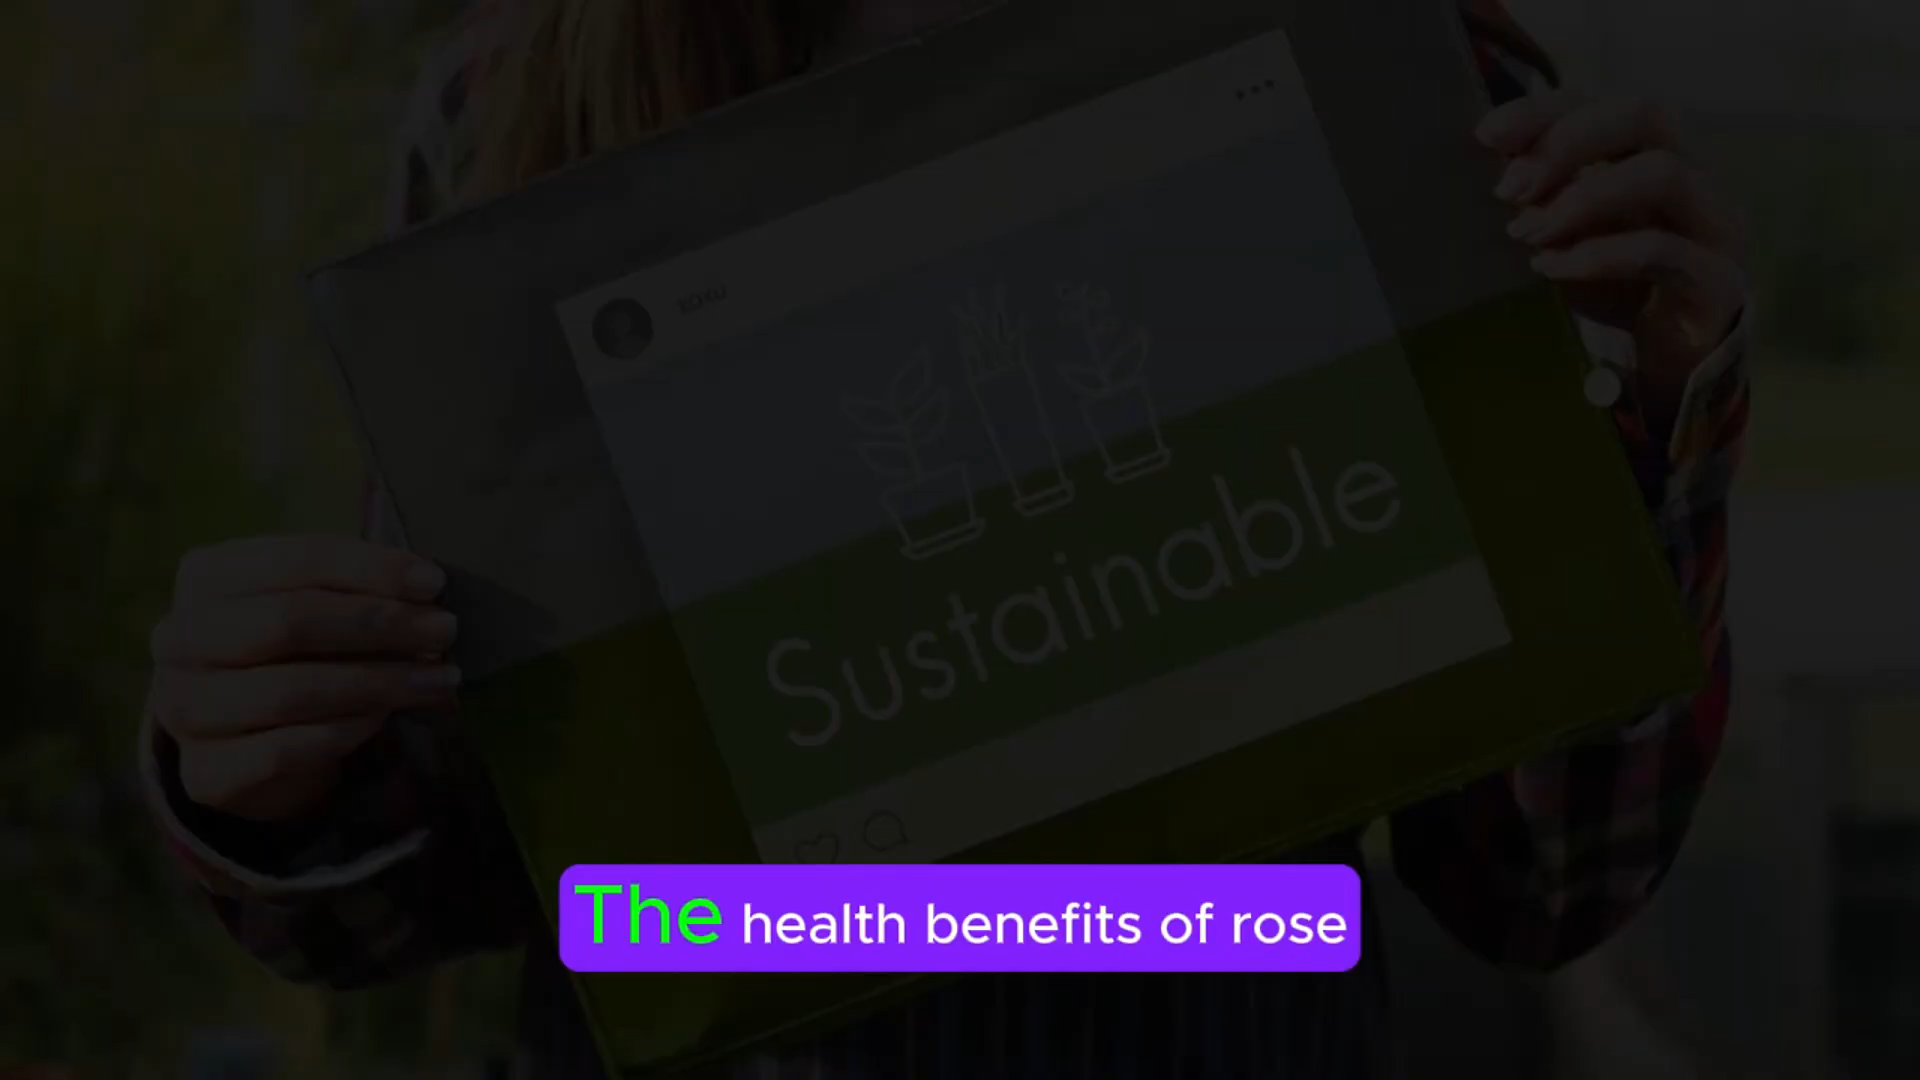 Sustainable
The health benefits of rose